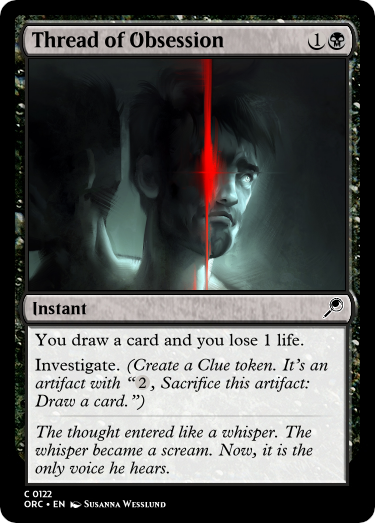 Thread of Obsession 1
Instant
You draw a card and you lose 1 life.
Investigate. (Create a Clue token. It's an
artifact with “2, Sacrifice this artifact:
Draw a card.”)
The thought entered like a whisper. The
whisper became a scream. Now, it is the
only voice he hears.
C 0122
ORC • EN Susanna Wesslund